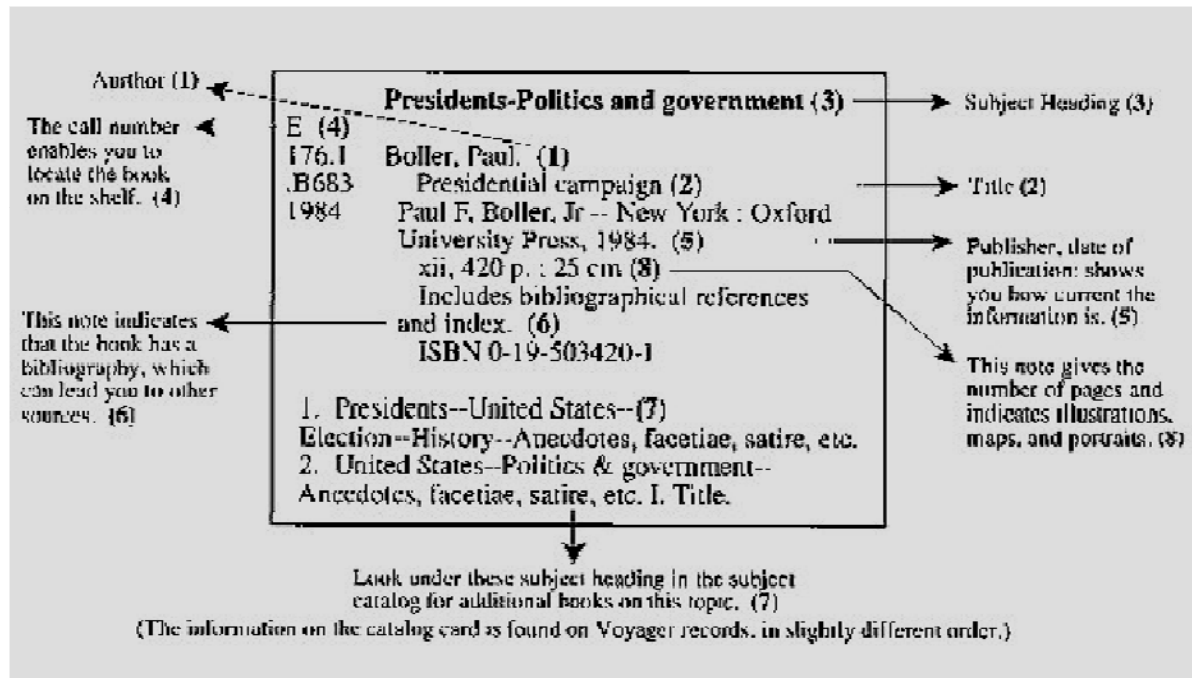 Aurthor (1)
The call number
enables you to
locate the book
on the shelf. (4)
This note indicates
that the book has a
bibliography, which
can lead you to other
sources. (6)
Presidents-Politics and government (3)
E (4)
176.1 Boller, Paul. (1)
.B683 Presidential campaign (2)
1984 Paul F. Boller, Jr -- New York : Oxford
University Press, 1984. (5)
xii, 420 p. : 25 cm (8)
Includes bibliographical references
and index. (6)
ISBN 0-19-503420-1
1. Presidents--United States--(7)
Election--History--Anecdotes, facetiae, satire, etc.
2. United States--Politics & government--
Anecdotes, facetiae, satire, etc. I. Title.
Subject Heading (3)
Title (2)
Publisher, date of
publication: shows
you how current the
information is. (5)
This note gives the
number of pages and
indicates illustrations,
maps, and portraits. (8)
Look under these subject heading in the subject
catalog for additional books on this topic. (7)
(The information on the catalog card is found on Voyager records, in slightly different order.)